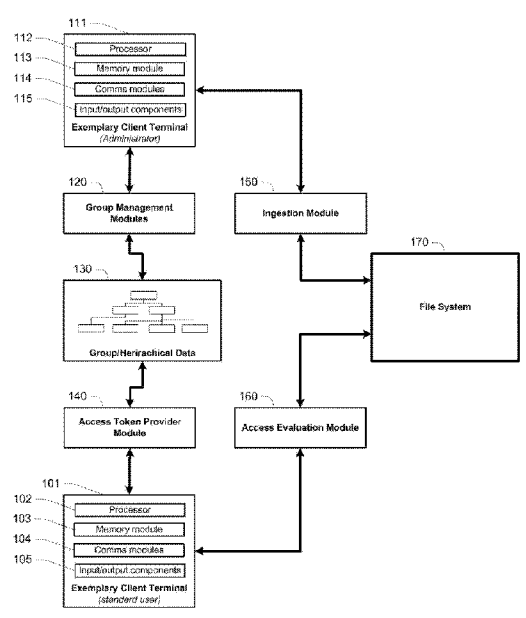 111
112
Processor
113
Memory module
114
Comms modules
115
Input/output components
Exemplary Client Terminal
(Administrator)
120
Group Management
Modules
150
Ingestion Module
170
File System
130
Group/Herirachical Data
140
Access Token Provider
Module
160
Access Evaluation Module
101
102
Processor
103
Memory module
104
Comms modules
105
Input/output components
Exemplary Client Terminal
(standard user)